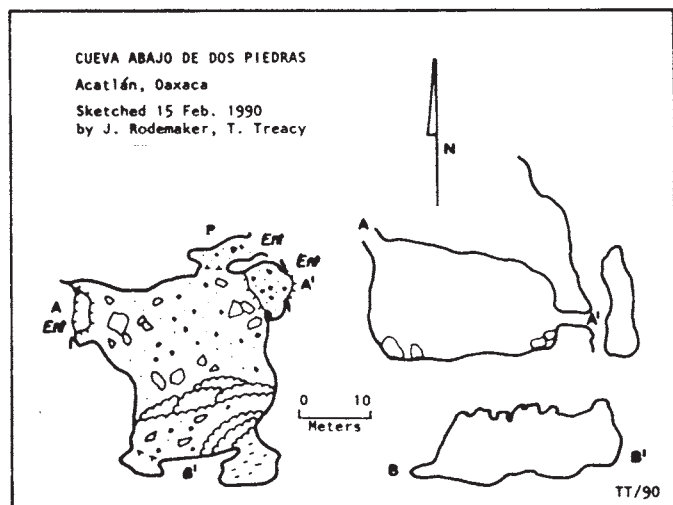 CUEVA ABAJO DE DOS PIEDRAS
Acatlán, Oaxaca
Sketched 15 Feb. 1990
by J. Rodemaker, T. Treacy
N
P
Ent
Ent
A'
A
Ent
B'
0 10
Meters
A
A'
B
B'
TT/90